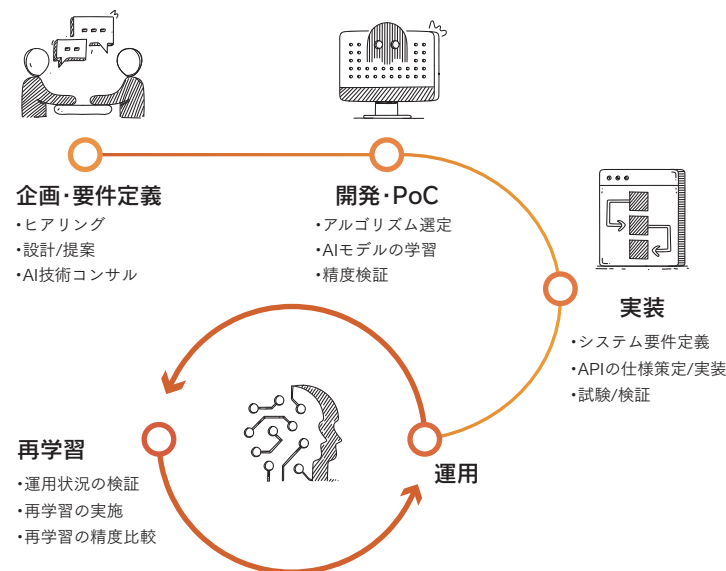 企画・要件定義
・ヒアリング
・設計/提案
・AI技術コンサル
開発・PoC
・アルゴリズム選定
・AIモデルの学習
・精度検証
実装
・システム要件定義
・APIの仕様策定/実装
・試験/検証
運用
再学習
・運用状況の検証
・再学習の実施
・再学習の精度比較